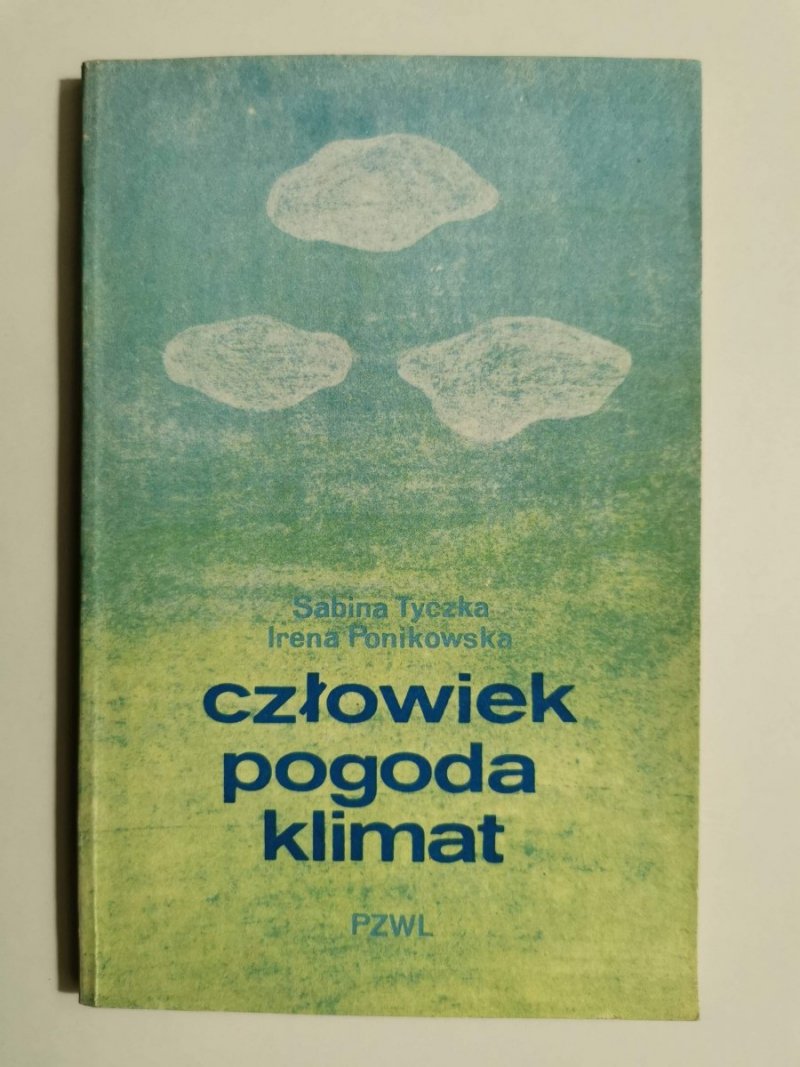 Sabina Tyczka
Irena Ponikowska
człowiek
pogoda
klimat
PZWL